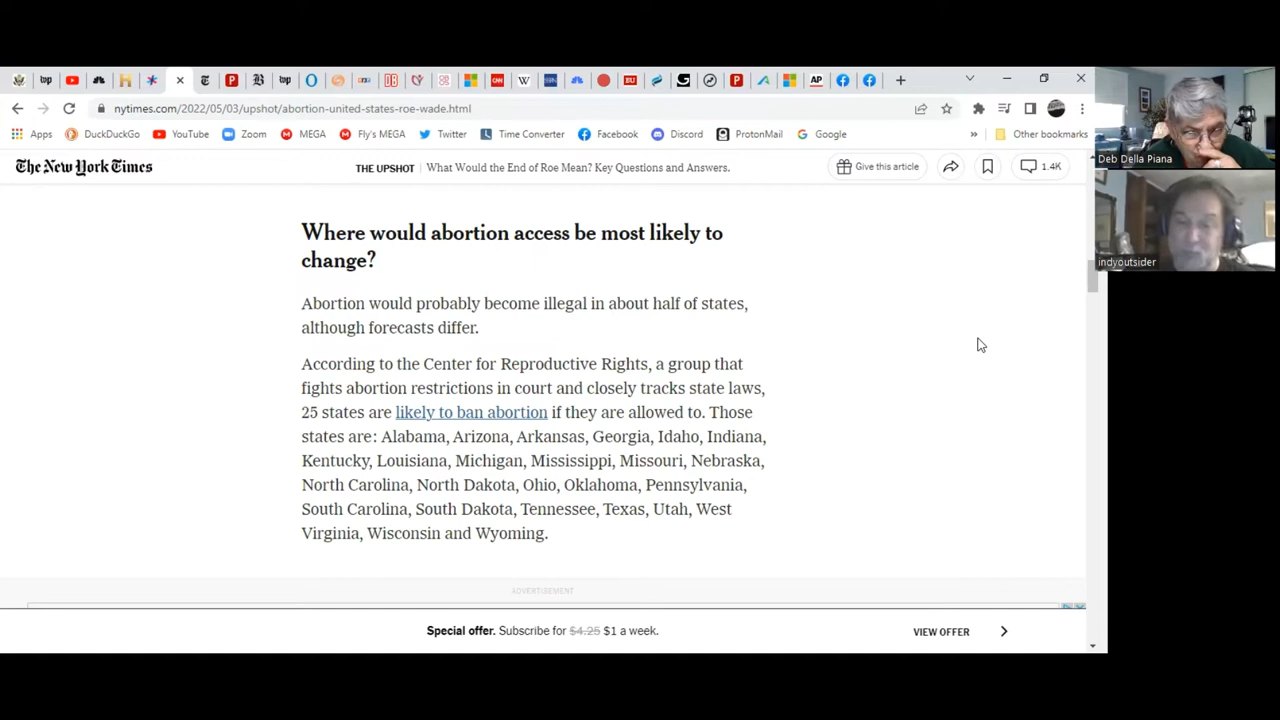 nytimes.com/2022/05/03/upshot/abortion-united-states-roe-wade.html
Apps DuckDuckGo YouTube Zoom MEGA Fly's MEGA Twitter Time Converter Facebook Discord ProtonMail Google » Other bookmarks
Deb Della Piana
The New York Times
THE UPSHOT | What Would the End of Roe Mean? Key Questions and Answers.
Give this article
1.4K
indyoutsider
Where would abortion access be most likely to
change?
Abortion would probably become illegal in about half of states,
although forecasts differ.
According to the Center for Reproductive Rights, a group that
fights abortion restrictions in court and closely tracks state laws,
25 states are likely to ban abortion if they are allowed to. Those
states are: Alabama, Arizona, Arkansas, Georgia, Idaho, Indiana,
Kentucky, Louisiana, Michigan, Mississippi, Missouri, Nebraska,
North Carolina, North Dakota, Ohio, Oklahoma, Pennsylvania,
South Carolina, South Dakota, Tennessee, Texas, Utah, West
Virginia, Wisconsin and Wyoming.
ADVERTISEMENT
Special offer. Subscribe for $4.25 $1 a week.
VIEW OFFER